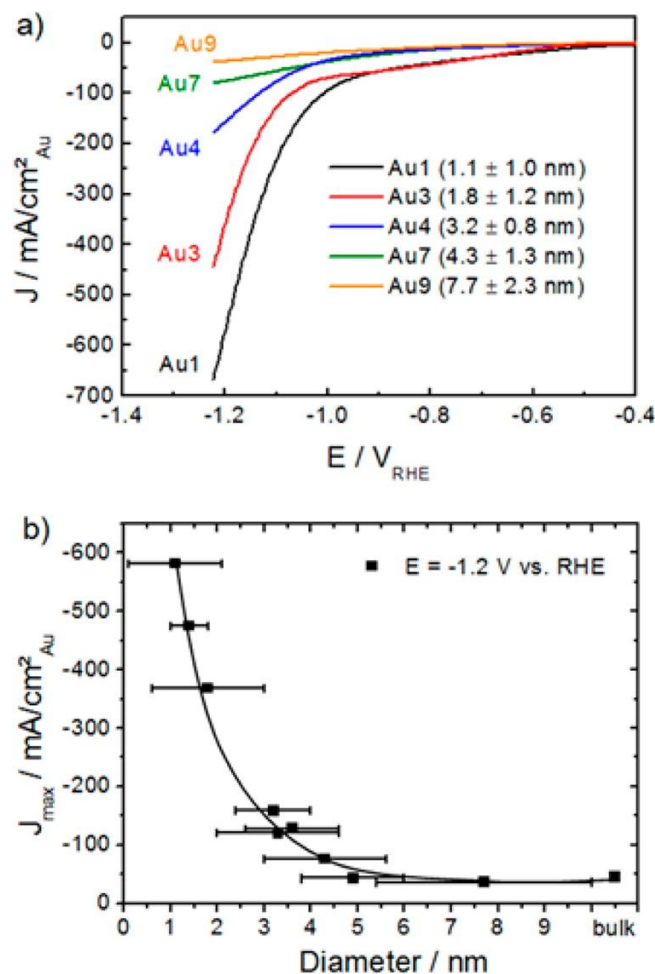 a)
0
-100
-200
-300
-400
-500
-600
-700
J / mA/cm²Au
Au9
Au7
Au4
Au3
Au1
Au1 (1.1 ± 1.0 nm)
Au3 (1.8 ± 1.2 nm)
Au4 (3.2 ± 0.8 nm)
Au7 (4.3 ± 1.3 nm)
Au9 (7.7 ± 2.3 nm)
-1.4 -1.2 -1.0 -0.8 -0.6 -0.4
E / VRHE
b)
-600
-500
-400
-300
-200
-100
0
Jmax / mA/cm²Au
E = -1.2 V vs. RHE
0 1 2 3 4 5 6 7 8 9 bulk
Diameter / nm